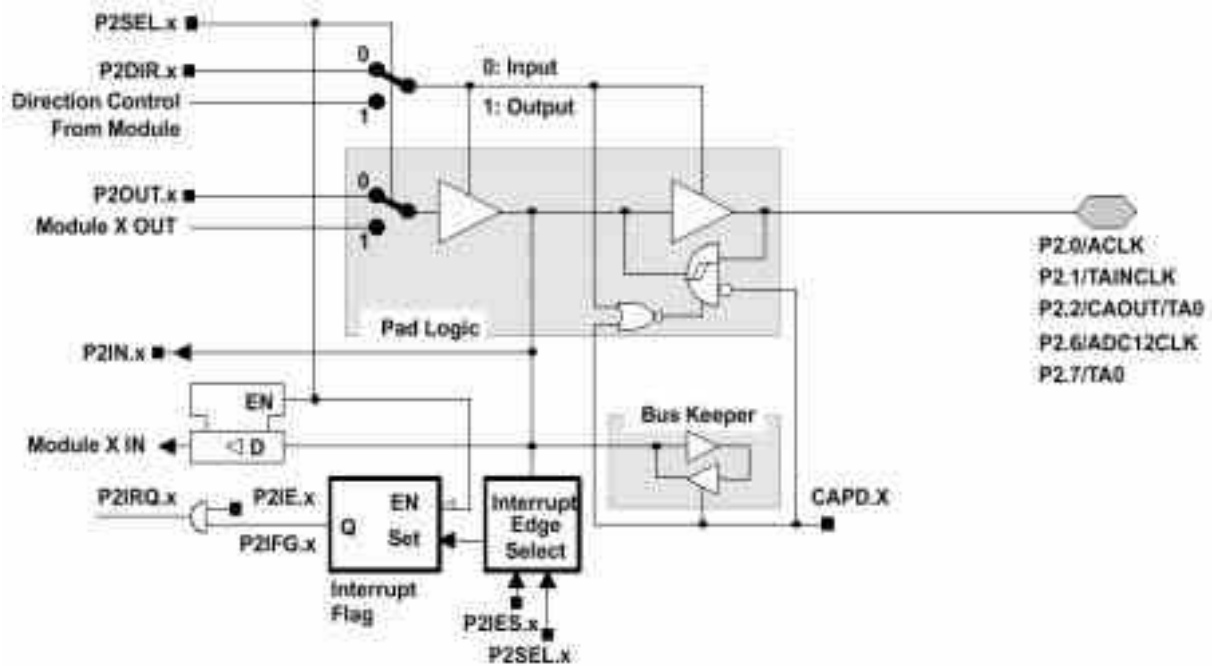 P2SEL.x
0
P2DIR.x
0: Input
Direction Control
From Module
1
1: Output
P2OUT.x
0
Module X OUT
1
P2.0/ACLK
P2.1/TAINCLK
P2.2/CAOUT/TA0
P2.6/ADC12CLK
P2.7/TA0
Pad Logic
P2IN.x
EN
Bus Keeper
Module X IN
D
P2IRQ.x
P2IE.x
EN
Interrupt
Edge
Select
CAPD.X
P2IFG.x
Q
Set
Interrupt
Flag
P2IES.x
P2SEL.x